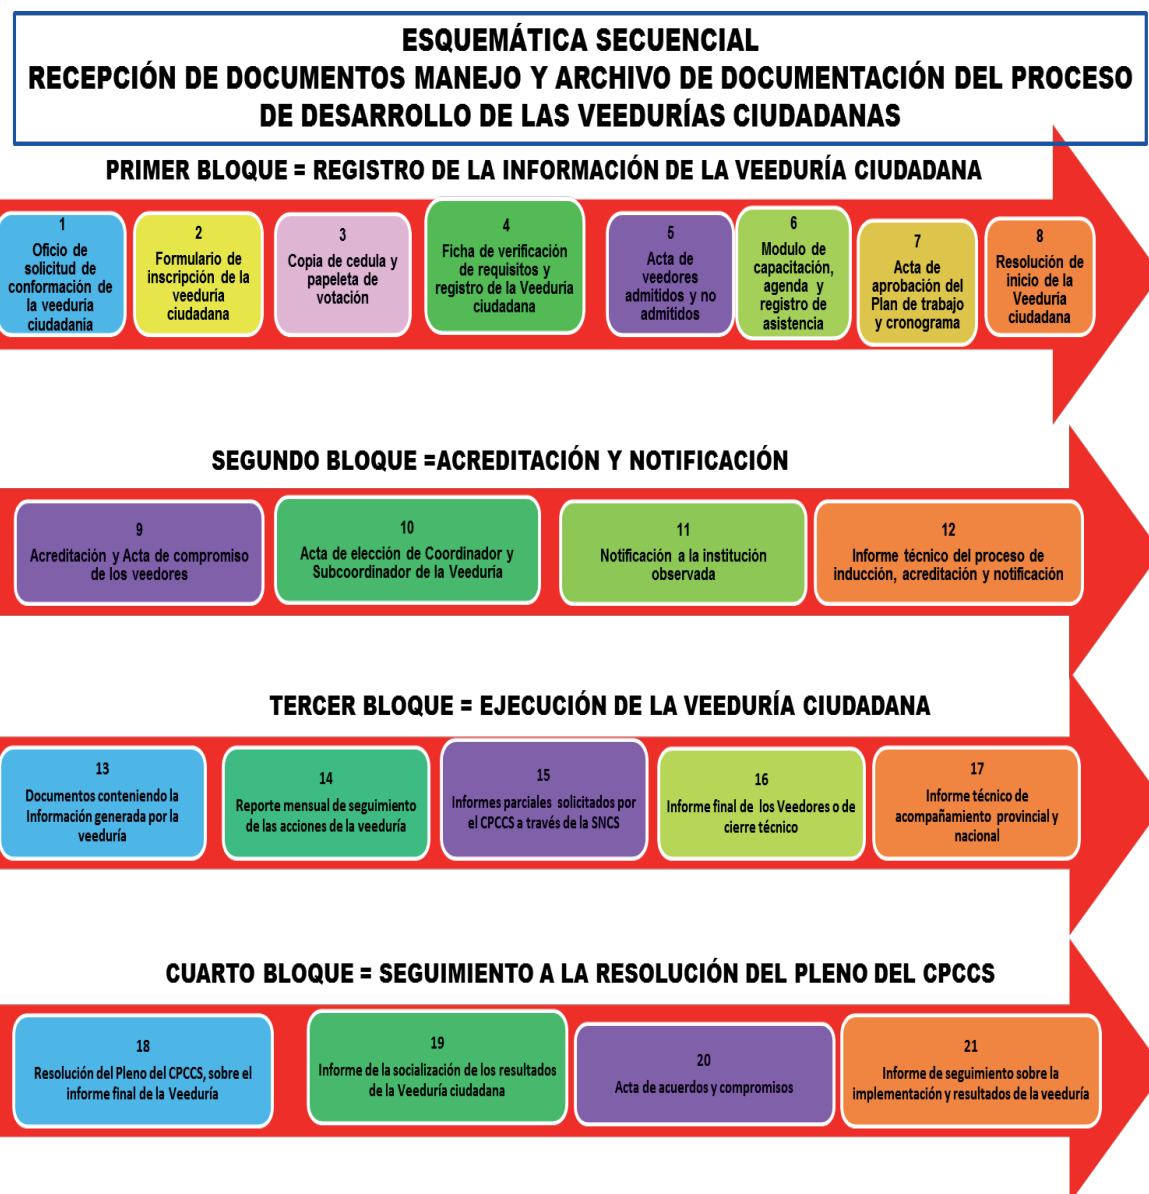 ESQUEMÁTICA SECUENCIAL
RECEPCIÓN DE DOCUMENTOS MANEJO Y ARCHIVO DE DOCUMENTACIÓN DEL PROCESO
DE DESARROLLO DE LAS VEEDURÍAS CIUDADANAS
PRIMER BLOQUE = REGISTRO DE LA INFORMACIÓN DE LA VEEDURÍA CIUDADANA
1
Oficio de
solicitud de
conformación de
la veeduría
ciudadanía
2
Formulario de
inscripción de la
veeduría
ciudadana
3
Copia de cedula y
papeleta de
votación
4
Ficha de verificación
de requisitos y
registro de la Veeduría
ciudadana
5
Acta de
veedores
admitidos y no
admitidos
6
Modulo de
capacitación,
agenda y
registro de
asistencia
7
Acta de
aprobación del
Plan de trabajo
y cronograma
8
Resolución de
inicio de la
Veeduría
ciudadana
SEGUNDO BLOQUE =ACREDITACIÓN Y NOTIFICACIÓN
9
Acreditación y Acta de compromiso
de los veedores
10
Acta de elección de Coordinador y
Subcoordinador de la Veeduría
11
Notificación a la institución
observada
12
Informe técnico del proceso de
inducción, acreditación y notificación
TERCER BLOQUE = EJECUCIÓN DE LA VEEDURÍA CIUDADANA
13
Documentos conteniendo la
Información generada por la
veeduría
14
Reporte mensual de seguimiento
de las acciones de la veeduría
15
Informes parciales solicitados por
el CPCCS a través de la SNCS
16
Informe final de los Veedores o de
cierre técnico
17
Informe técnico de
acompañamiento provincial y
nacional
CUARTO BLOQUE = SEGUIMIENTO A LA RESOLUCIÓN DEL PLENO DEL CPCCS
18
Resolución del Pleno del CPCCS, sobre el
informe final de la Veeduría
19
Informe de la socialización de los resultados
de la Veeduría ciudadana
20
Acta de acuerdos y compromisos
21
Informe de seguimiento sobre la
implementación y resultados de la veeduría